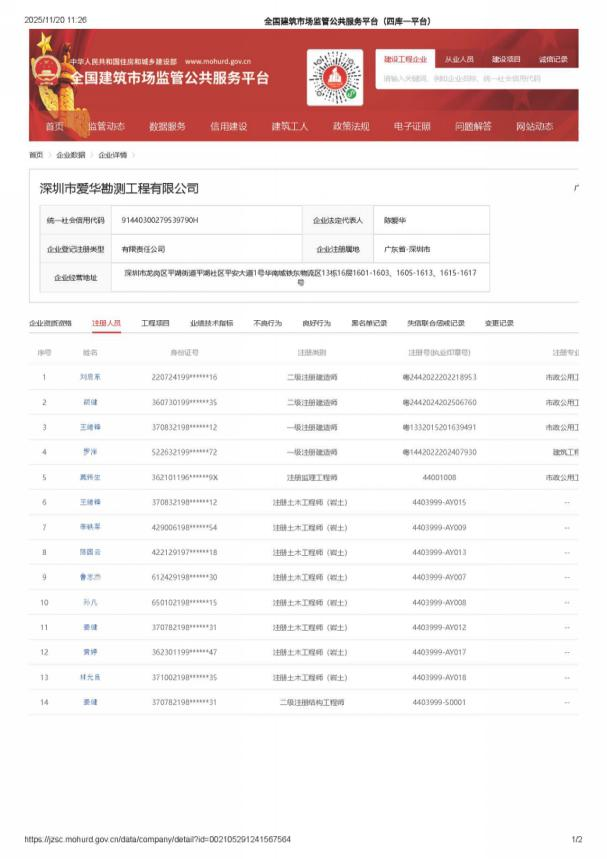 2025/11/20 11:26
全国建筑市场监管公共服务平台（四库一平台）
中华人民共和国住房和城乡建设部 www.mohurd.gov.cn
全国建筑市场监管公共服务平台
建设工程企业 从业人员 建设项目 诚信记录
请输入关键词，例如企业名称、统一社会信用代码
首页 监管动态 数据服务 信用建设 建筑工人 政策法规 电子证照 问题解答 网站动态
首页 〉 企业数据 〉 企业详情 〉
深圳市爱华勘测工程有限公司
统一社会信用代码 91440300279539790H 企业法定代表人 陈爱华
企业登记注册类型 有限责任公司 企业注册属地 广东省-深圳市
企业经营地址 深圳市龙岗区平湖街道平湖社区平安大道1号华南城铁东物流区13栋16层1601-1603、1605-1613、1615-1617
号
企业资质资格 注册人员 工程项目 业绩技术指标 不良行为 良好行为 黑名单记录 失信联合惩戒记录 变更记录
序号 姓名 身份证号 注册类别 注册号(执业印章号) 注册专业
1 220724199******16 二级注册建造师 粤2442022202218953 市政公用工
2 360730199******35 二级注册建造师 粤2442024202506760 市政公用工
3 王绪锋 370832198******12 一级注册建造师 粤1332015201639491 市政公用工
4 罗洋 522632199******72 一级注册建造师 粤1442022202407930 建筑工程
5 362101196******9X 注册监理工程师 44001008 市政公用工
6 王绪锋 370832198******12 注册土木工程师（岩土） 4403999-AY015 --
7 李轶军 429006198******54 注册土木工程师（岩土） 4403999-AY009 --
8 陈国云 422129197******18 注册土木工程师（岩土） 4403999-AY013 --
9 鲁志杰 612429198******30 注册土木工程师（岩土） 4403999-AY007 --
10 孙凡 650102198******15 注册土木工程师（岩土） 4403999-AY008 --
11 姜健 370782198******31 注册土木工程师（岩土） 4403999-AY012 --
12 黄婷 362301199******47 注册土木工程师（岩土） 4403999-AY017 --
13 林光良 371002198******35 注册土木工程师（岩土） 4403999-AY018 --
14 姜健 370782198******31 二级注册结构工程师 4403999-S0001 --
https://jzsc.mohurd.gov.cn/data/company/detail?id=002105291241567564
1/2